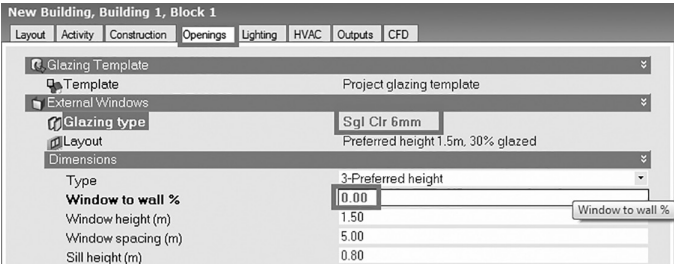 New Building, Building 1, Block 1
Layout Activity Construction Openings Lighting HVAC Outputs CFD
Glazing Template
Template Project glazing template
External Windows
Glazing type Sgl Clr 6mm
Layout Preferred height 1.5m, 30% glazed
Dimensions
Type 3-Preferred height
Window to wall % 0.00
Window to wall %
Window height (m) 1.50
Window spacing (m) 5.00
Sill height (m) 0.80